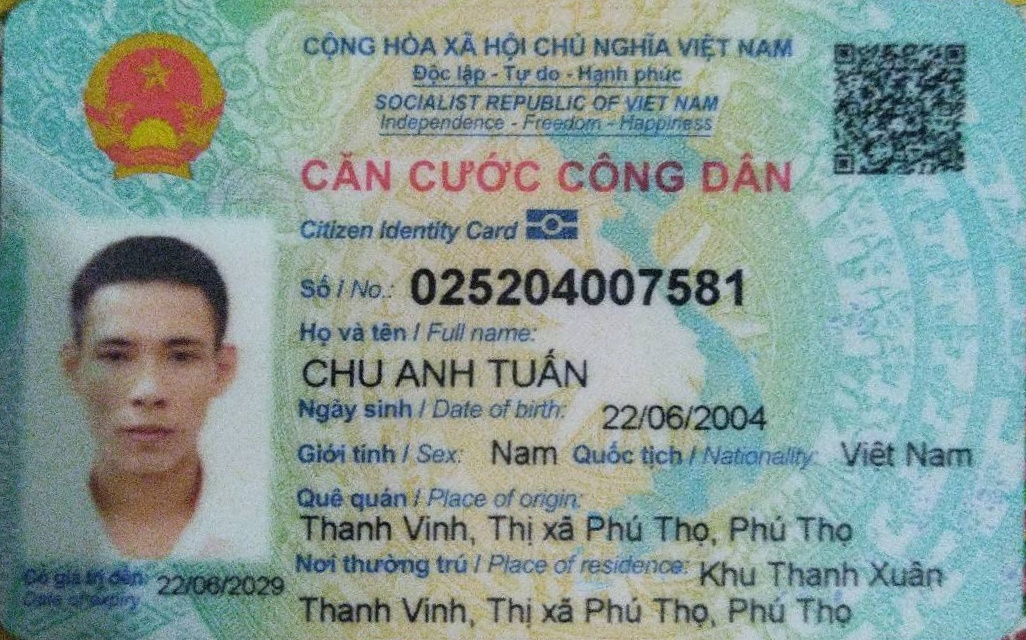 CỘNG HÒA XÃ HỘI CHỦ NGHĨA VIỆT NAM
Độc lập - Tự do - Hạnh phúc
SOCIALIST REPUBLIC OF VIET NAM
Independence - Freedom - Happiness
CĂN CƯỚC CÔNG DÂN
Citizen Identity Card
Số / No.: 025204007581
Họ và tên / Full name:
CHU ANH TUẤN
Ngày sinh / Date of birth: 22/06/2004
Giới tính / Sex: Nam Quốc tịch / Nationality: Việt Nam
Quê quán / Place of origin:
Thanh Vinh, Thị xã Phú Thọ, Phú Thọ
Nơi thường trú / Place of residence: Khu Thanh Xuân
Thanh Vinh, Thị xã Phú Thọ, Phú Thọ
Có giá trị đến: 22/06/2029
Date of expiry